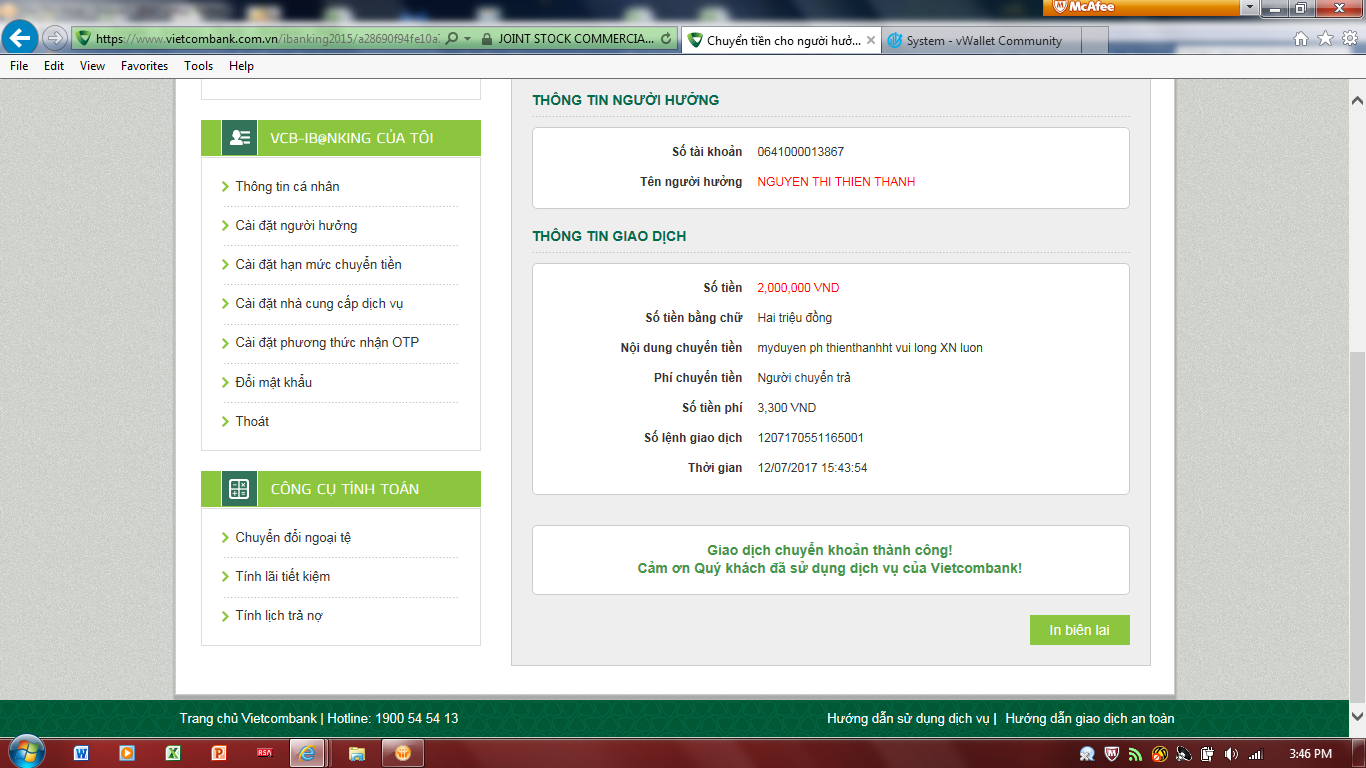 McAfee
https://www.vietcombank.com.vn/ibanking2015/a28690f94fe10a
JOINT STOCK COMMERCIA...
Chuyển tiền cho người hưở...
System - vWallet Community
File Edit View Favorites Tools Help
VCB-IB@NKING CỦA TÔI
Thông tin cá nhân
Cài đặt người hưởng
Cài đặt hạn mức chuyển tiền
Cài đặt nhà cung cấp dịch vụ
Cài đặt phương thức nhận OTP
Đổi mật khẩu
Thoát
CÔNG CỤ TÍNH TOÁN
Chuyển đổi ngoại tệ
Tính lãi tiết kiệm
Tính lịch trả nợ
THÔNG TIN NGƯỜI HƯỞNG
Số tài khoản 0641000013867
Tên người hưởng NGUYEN THI THIEN THANH
THÔNG TIN GIAO DỊCH
Số tiền 2,000,000 VND
Số tiền bằng chữ Hai triệu đồng
Nội dung chuyển tiền myduyen ph thienthanhht vui long XN luon
Phí chuyển tiền Người chuyển trả
Số tiền phí 3,300 VND
Số lệnh giao dịch 1207170551165001
Thời gian 12/07/2017 15:43:54
Giao dịch chuyển khoản thành công!
Cảm ơn Quý khách đã sử dụng dịch vụ của Vietcombank!
In biên lai
Trang chủ Vietcombank | Hotline: 1900 54 54 13
Hướng dẫn sử dụng dịch vụ | Hướng dẫn giao dịch an toàn
RSA
3:46 PM